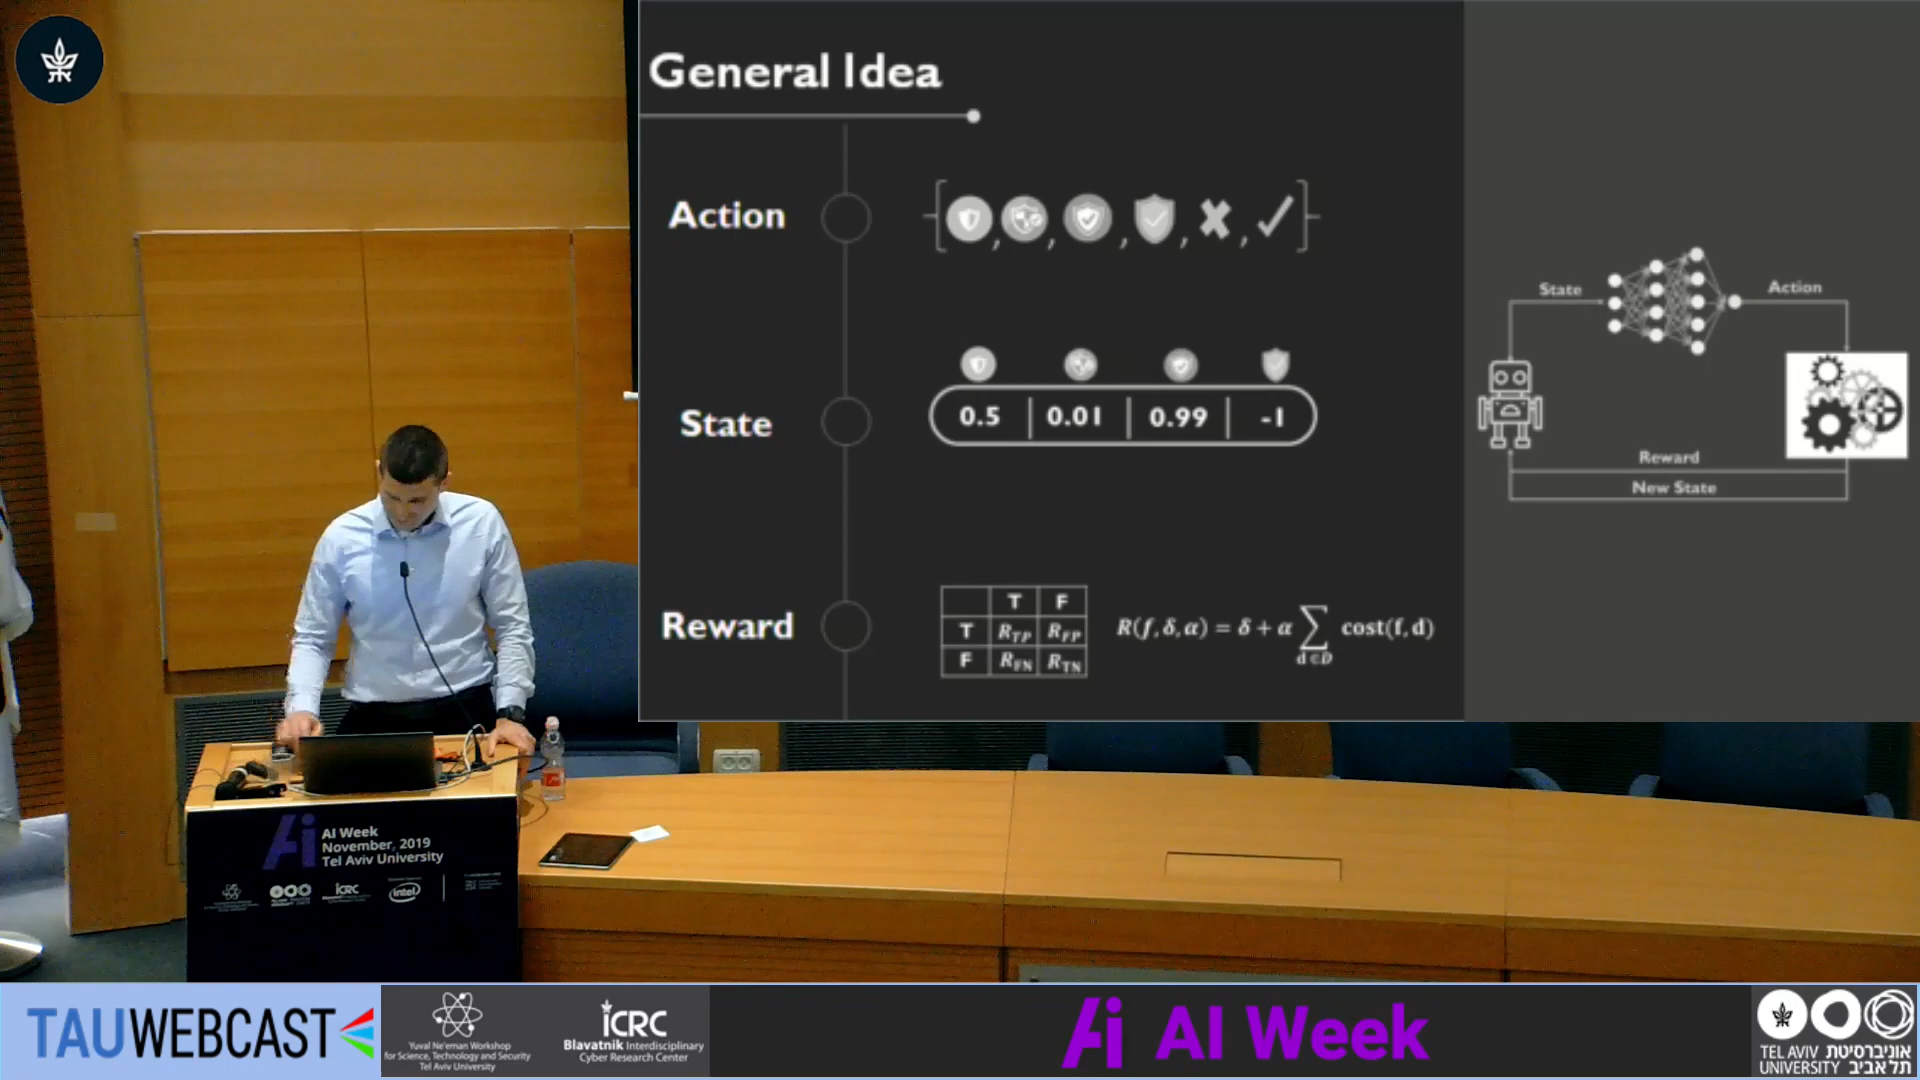 General Idea
Action
{ , , , , , }
State
0.5 | 0.01 | 0.99 | -1
Reward
T F
T R_TP R_FP
F R_FN R_TN
R(f, δ, α) = δ + α ∑ cost(f, d)
d ∈ D
State
Action
Reward
New State
Ai
AI Week
November, 2019
Tel Aviv University
ICRC
intel
TAUWEBCAST
Yuval Ne'eman Workshop
for Science, Technology and Security
Tel Aviv University
ICRC
Blavatnik Interdisciplinary
Cyber Research Center
Ai AI Week
TEL AVIV אוניברסיטת
UNIVERSITY תל אביב